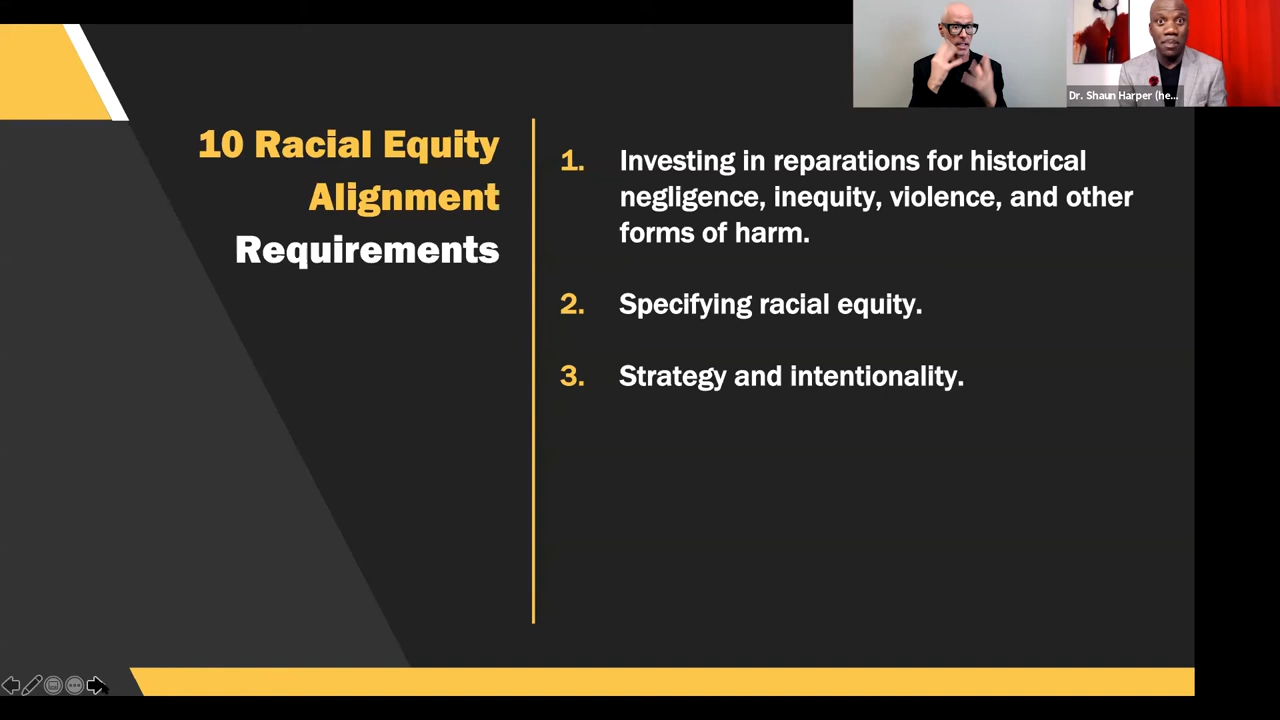 Dr. Shaun Harper (he...
10 Racial Equity
Alignment
Requirements
1. Investing in reparations for historical
negligence, inequity, violence, and other
forms of harm.
2. Specifying racial equity.
3. Strategy and intentionality.